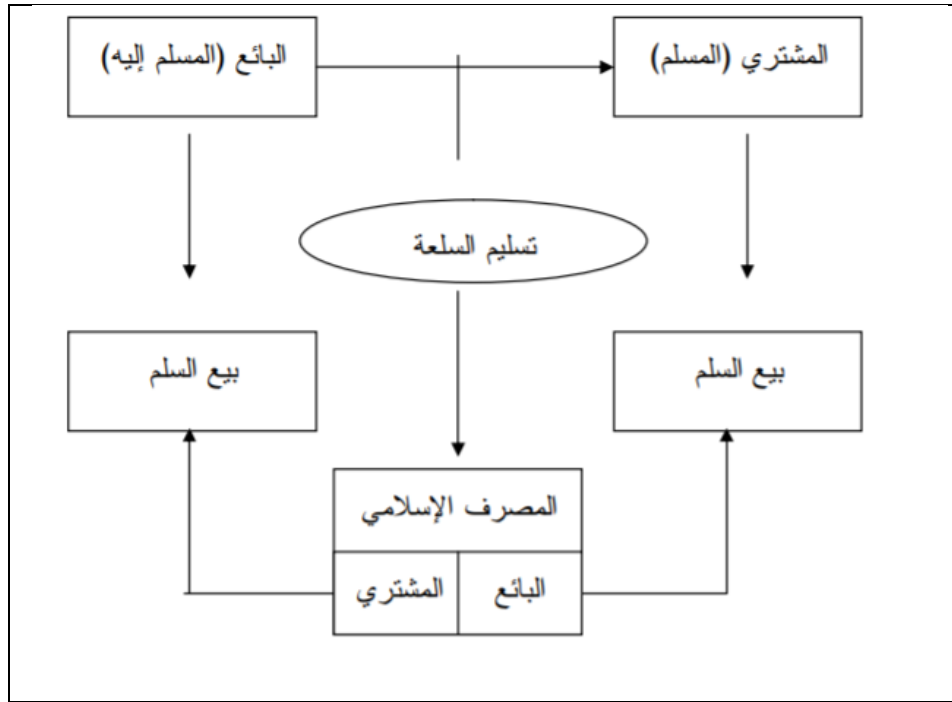 المشتري (المسلم)
البائع (المسلم إليه)
تسليم السلعة
بيع السلم
بيع السلم
المصرف الإسلامي
البائع
المشتري